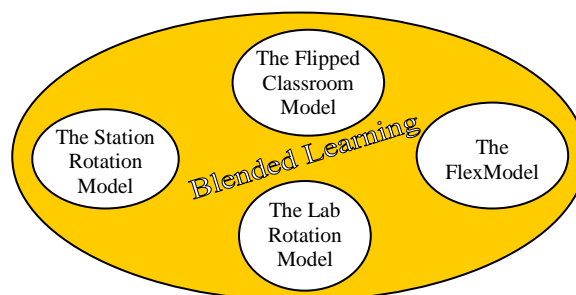 The Flipped
Classroom
Model
The Station
Rotation
Model
Blended Learning
The
FlexModel
The Lab
Rotation
Model